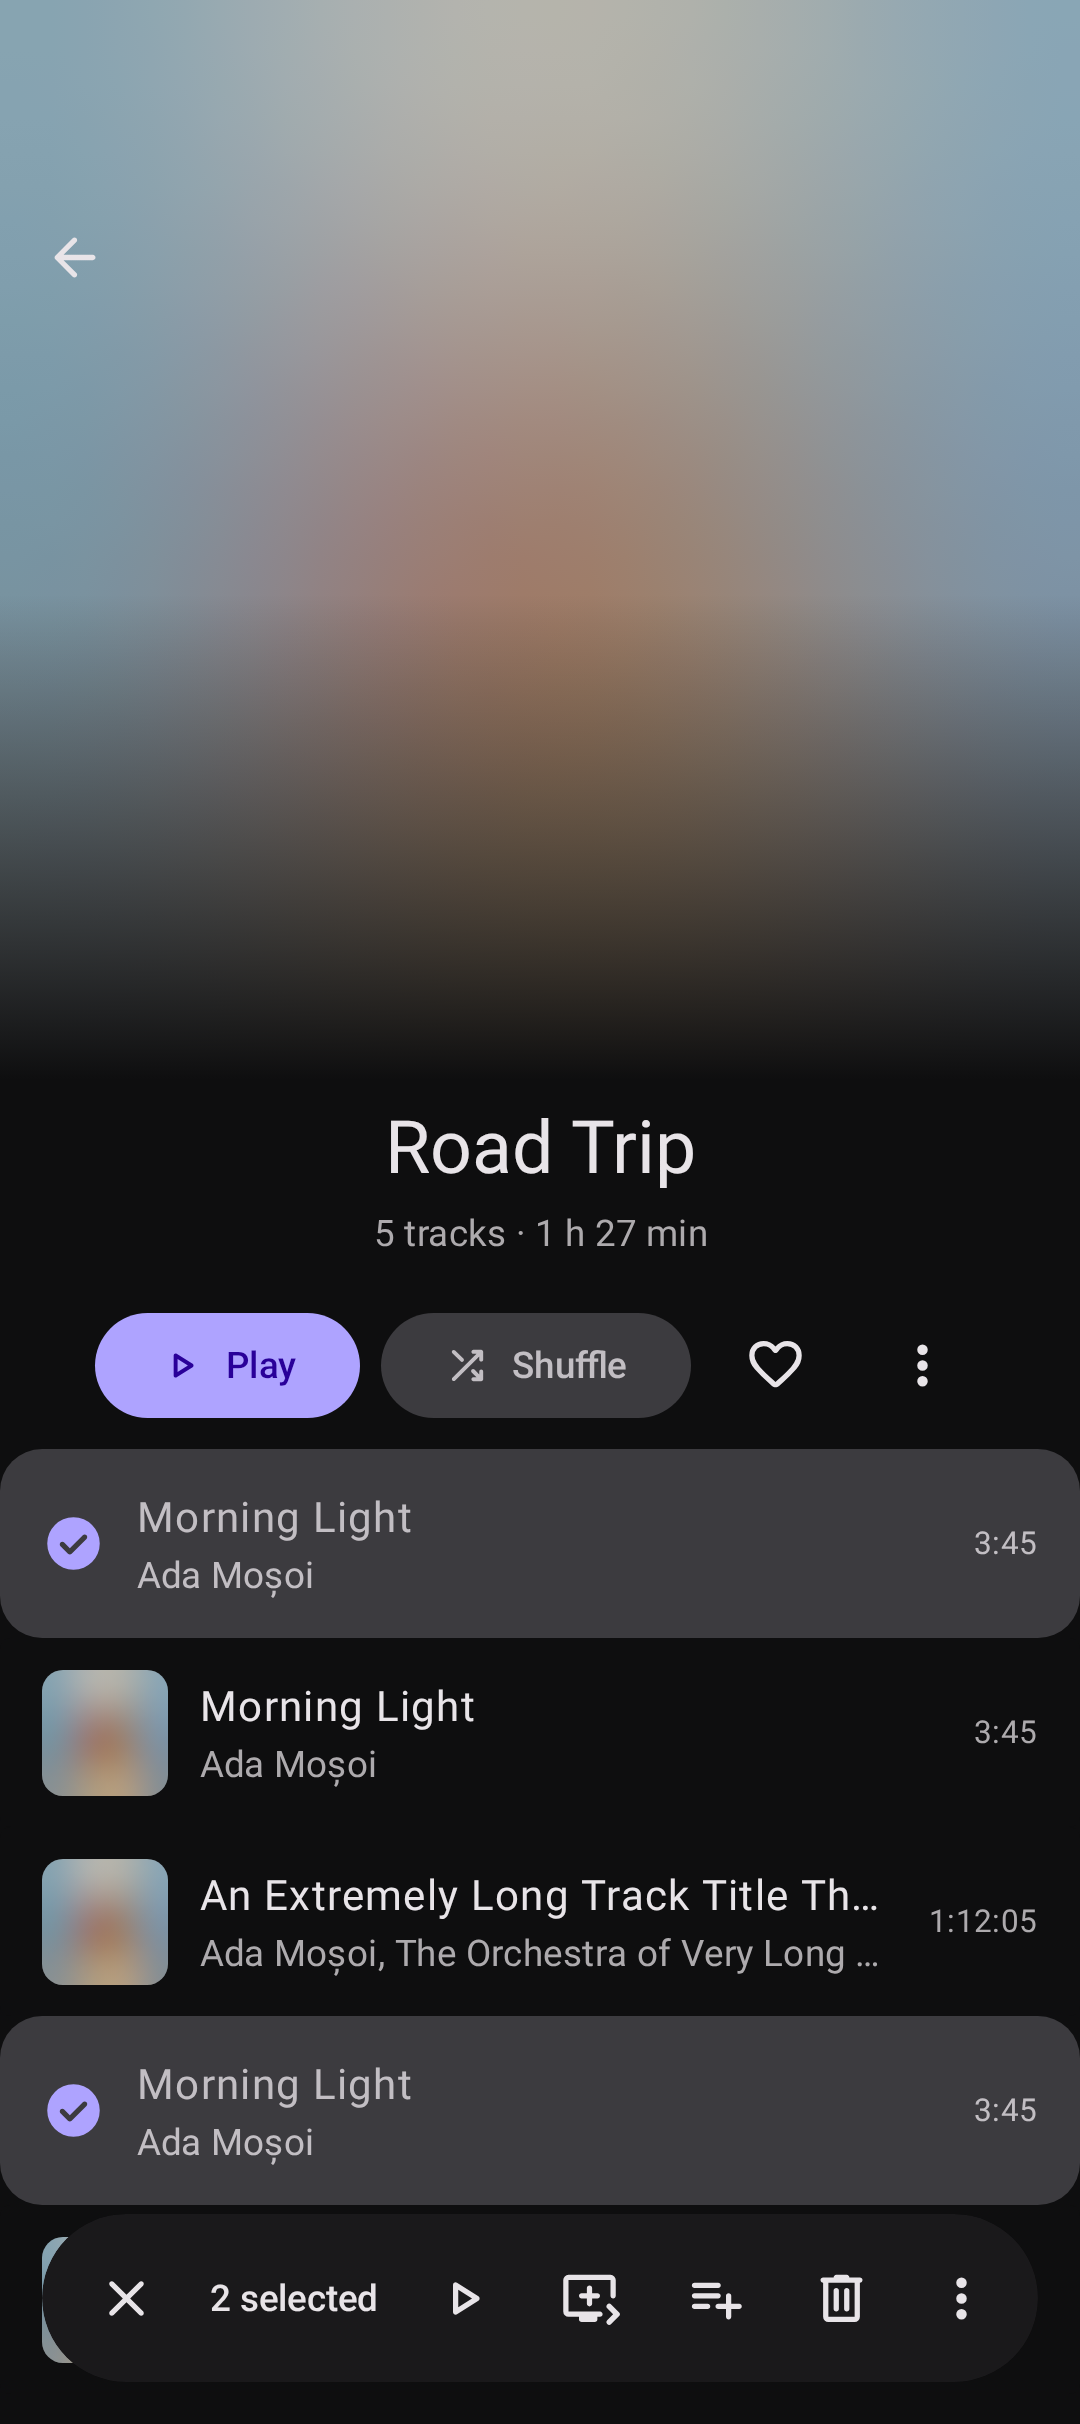 Road Trip
5 tracks · 1 h 27 min
Play
Shuffle
Morning Light
3:45
Ada Moșoi
Morning Light
3:45
Ada Moșoi
An Extremely Long Track Title Th…
1:12:05
Ada Moșoi, The Orchestra of Very Long …
Morning Light
3:45
Ada Moșoi
2 selected